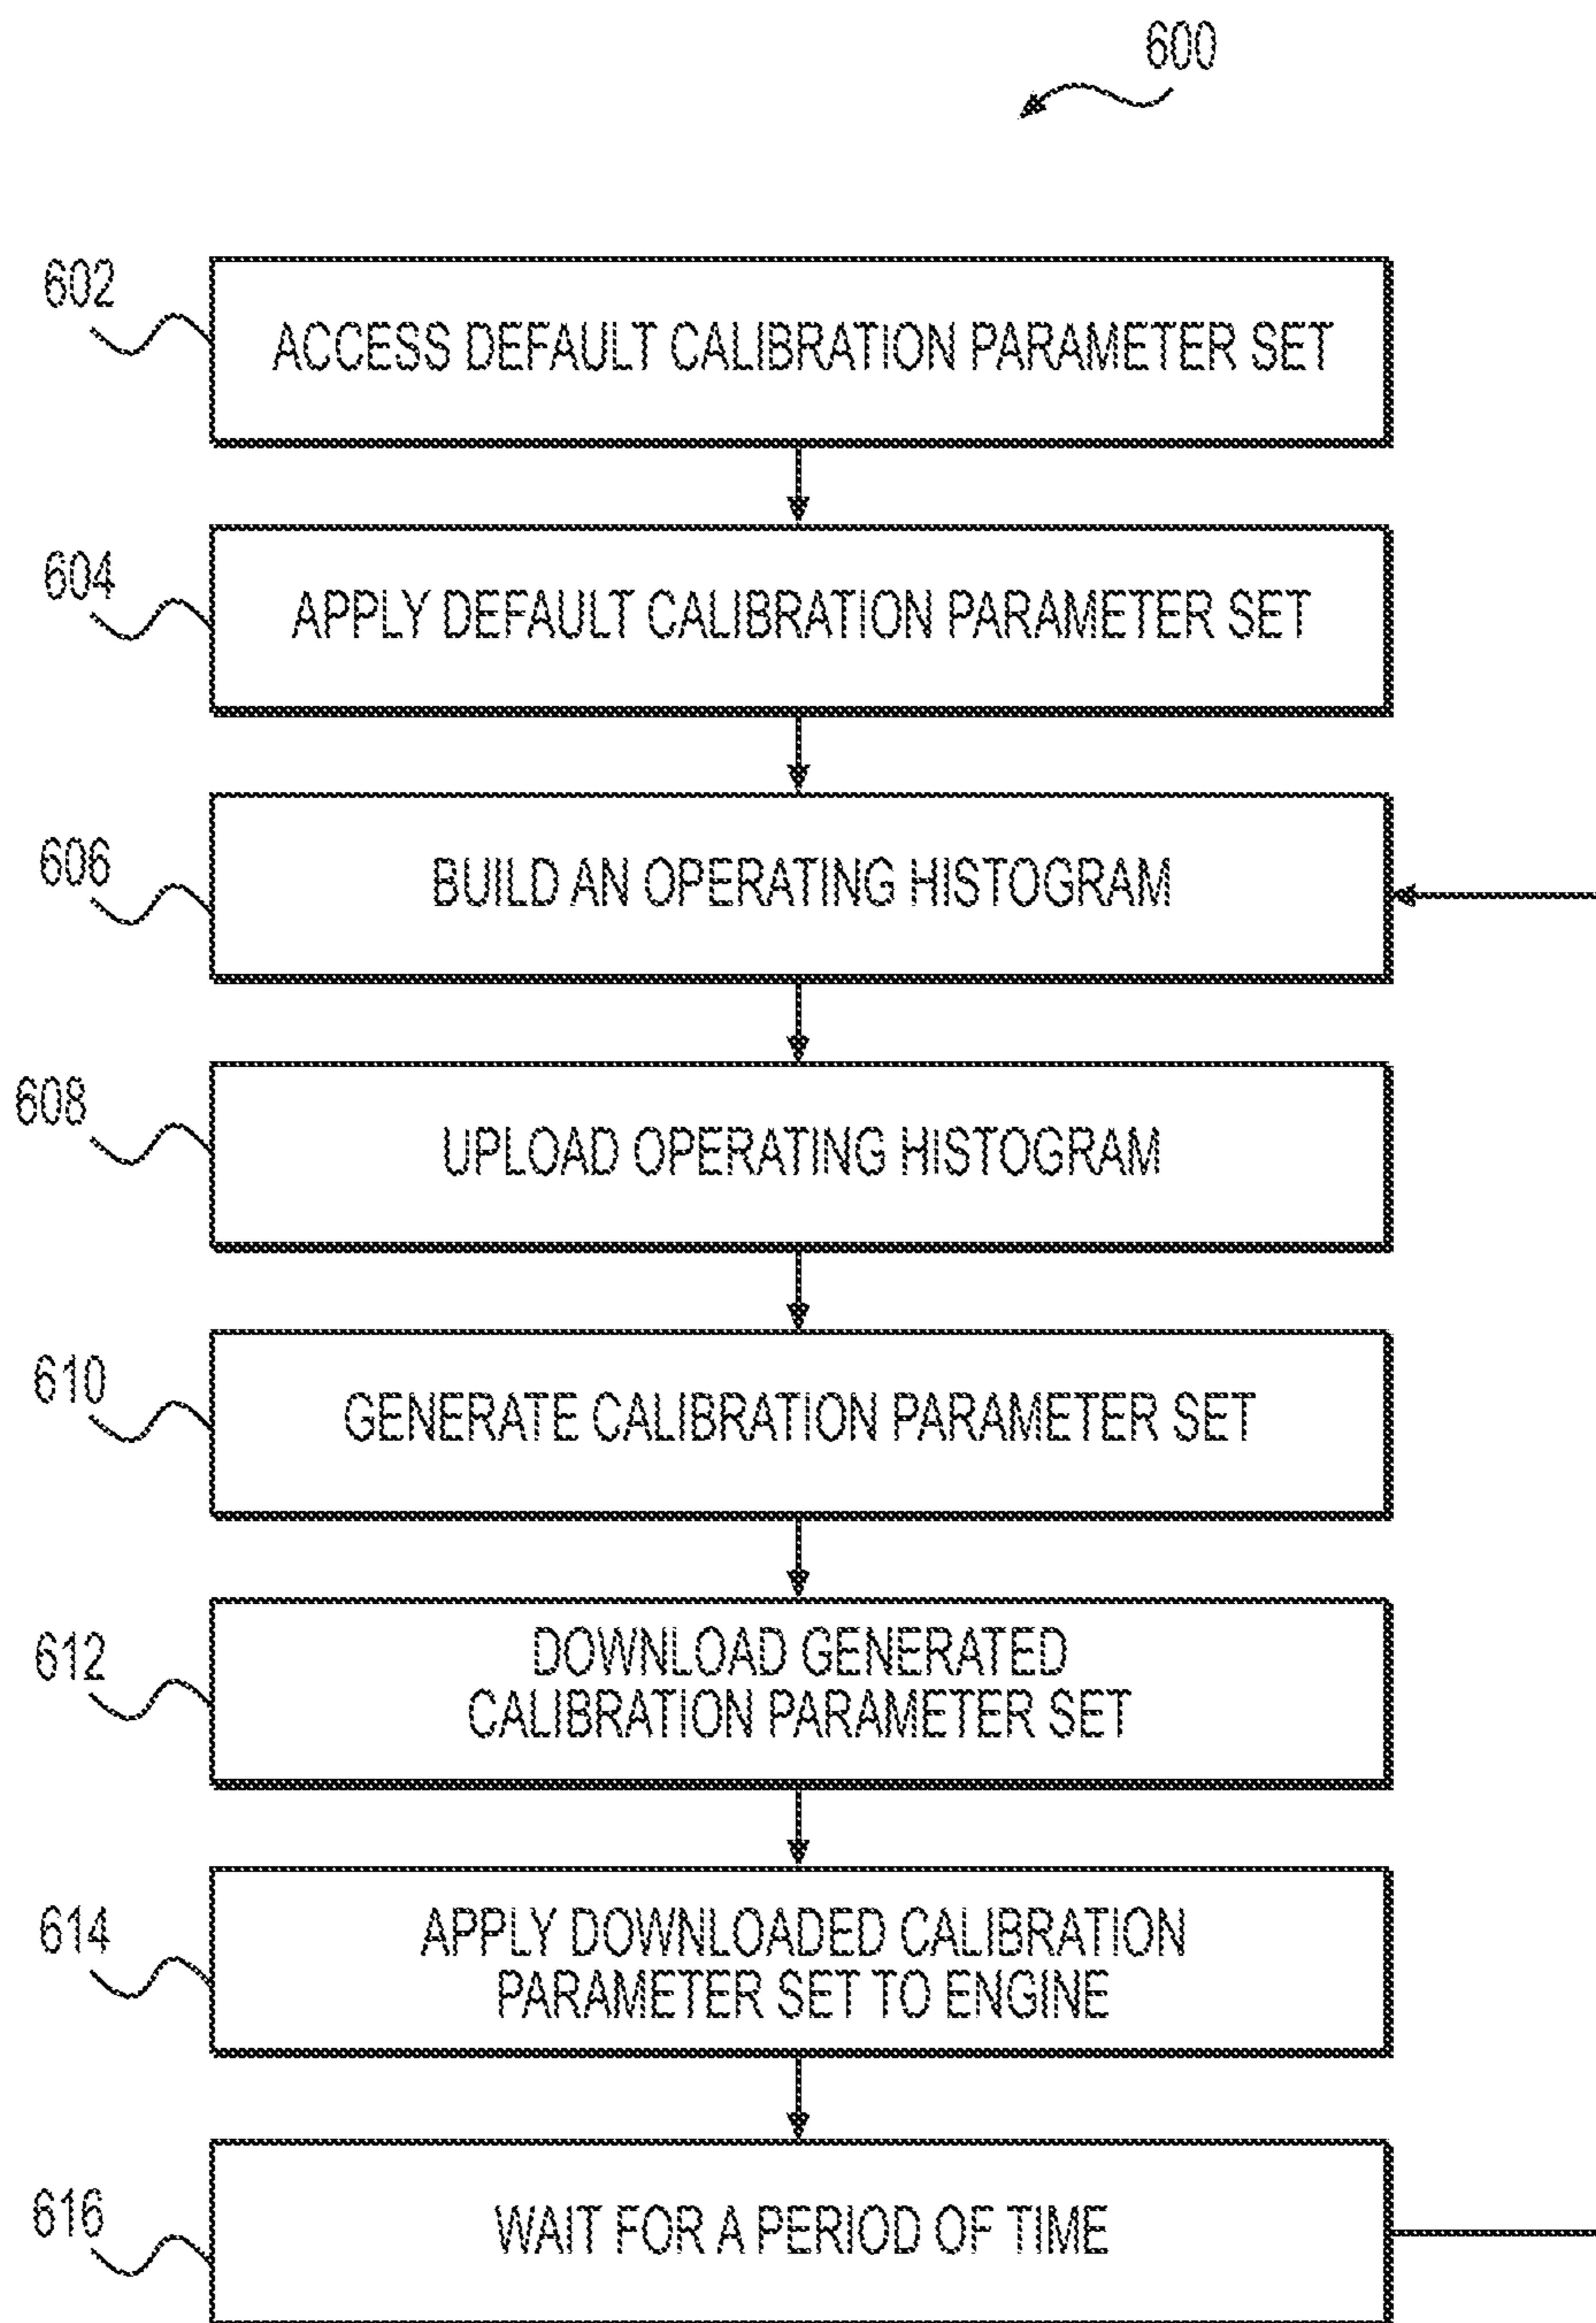 600
602
ACCESS DEFAULT CALIBRATION PARAMETER SET
604
APPLY DEFAULT CALIBRATION PARAMETER SET
606
BUILD AN OPERATING HISTOGRAM
608
UPLOAD OPERATING HISTOGRAM
610
GENERATE CALIBRATION PARAMETER SET
612
DOWNLOAD GENERATED
CALIBRATION PARAMETER SET
614
APPLY DOWNLOADED CALIBRATION
PARAMETER SET TO ENGINE
616
WAIT FOR A PERIOD OF TIME